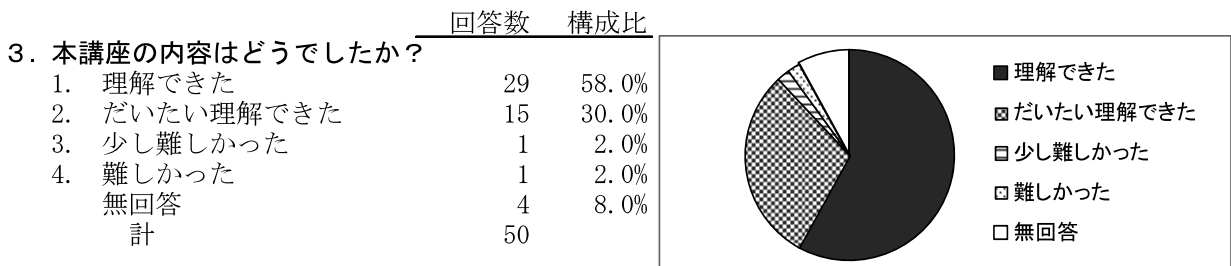 回答数 構成比
３．本講座の内容はどうでしたか？
1. 理解できた 29 58.0%
2. だいたい理解できた 15 30.0%
3. 少し難しかった 1 2.0%
4. 難しかった 1 2.0%
無回答 4 8.0%
計 50
理解できた
だいたい理解できた
少し難しかった
難しかった
無回答